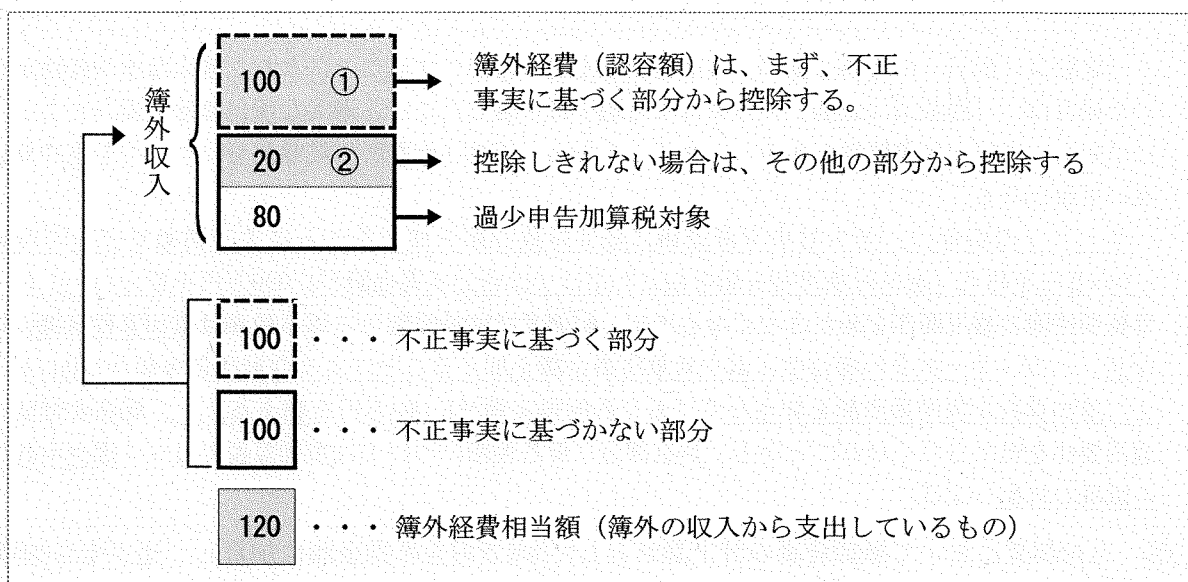 簿外収入
100 ①
簿外経費（認容額）は、まず、不正
事実に基づく部分から控除する。
20 ②
控除しきれない場合は、その他の部分から控除する
80
過少申告加算税対象
100 ・・・ 不正事実に基づく部分
100 ・・・ 不正事実に基づかない部分
120 ・・・ 簿外経費相当額（簿外の収入から支出しているもの）